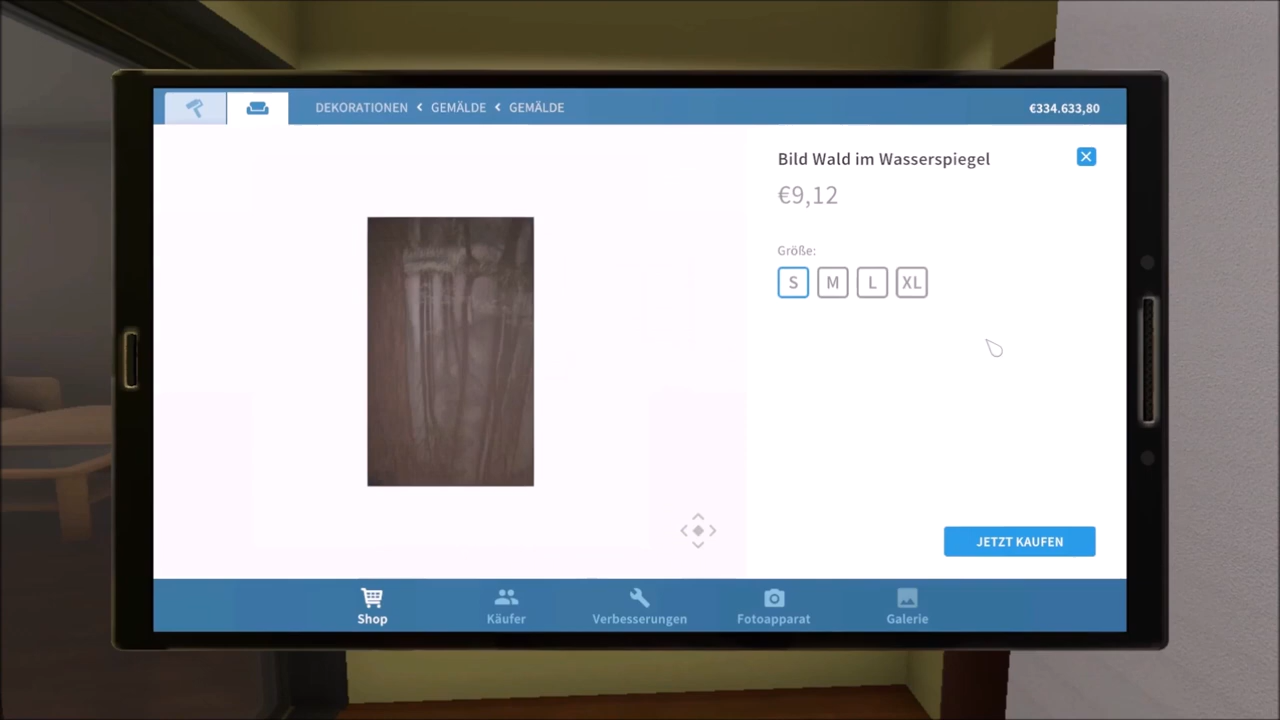 DEKORATIONEN < GEMÄLDE < GEMÄLDE
€334.633,80
Bild Wald im Wasserspiegel
€9,12
Größe:
S M L XL
JETZT KAUFEN
Shop Käufer Verbesserungen Fotoapparat Galerie